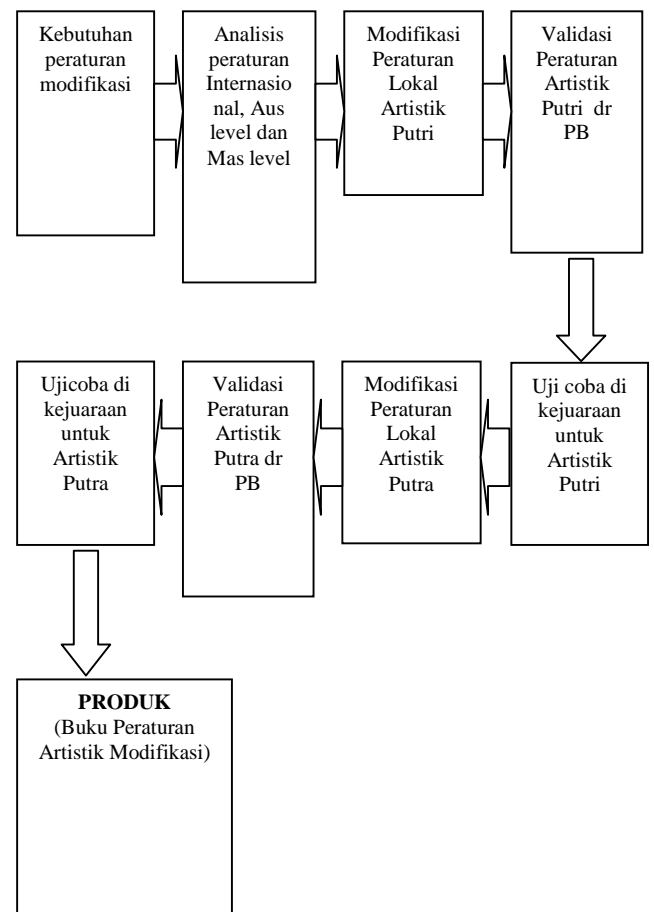 Kebutuhan
peraturan
modifikasi
Analisis
peraturan
Internasio
nal, Aus
level dan
Mas level
Modifikasi
Peraturan
Lokal
Artistik
Putri
Validasi
Peraturan
Artistik
Putri dr
PB
Uji coba di
kejuaraan
untuk
Artistik
Putri
Modifikasi
Peraturan
Lokal
Artistik
Putra
Validasi
Peraturan
Artistik
Putra dr
PB
Ujicoba di
kejuaraan
untuk
Artistik
Putra
PRODUK
(Buku Peraturan
Artistik Modifikasi)